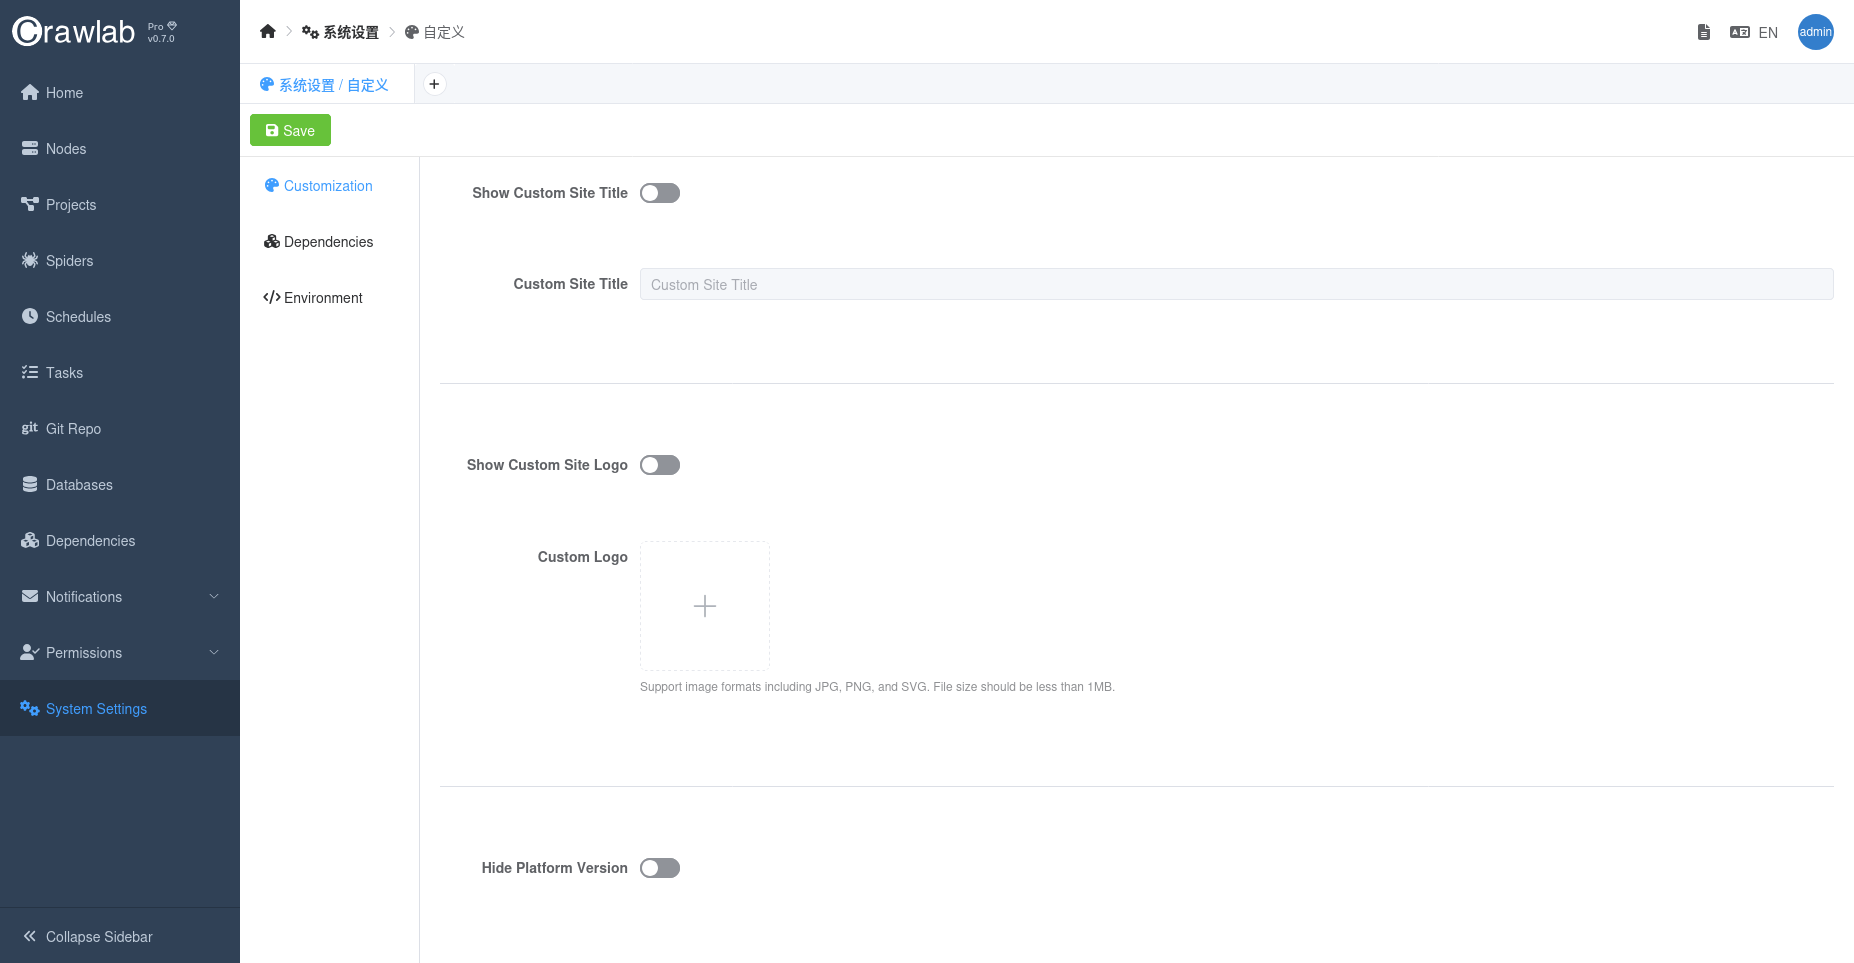 Crawlab
Pro
v0.7.0
Home
Nodes
Projects
Spiders
Schedules
Tasks
git Git Repo
Databases
Dependencies
Notifications
Permissions
System Settings
Collapse Sidebar
系统设置
自定义
EN
admin
系统设置 / 自定义
Save
Customization
Dependencies
Environment
Show Custom Site Title
Custom Site Title
Custom Site Title
Show Custom Site Logo
Custom Logo
Support image formats including JPG, PNG, and SVG. File size should be less than 1MB.
Hide Platform Version